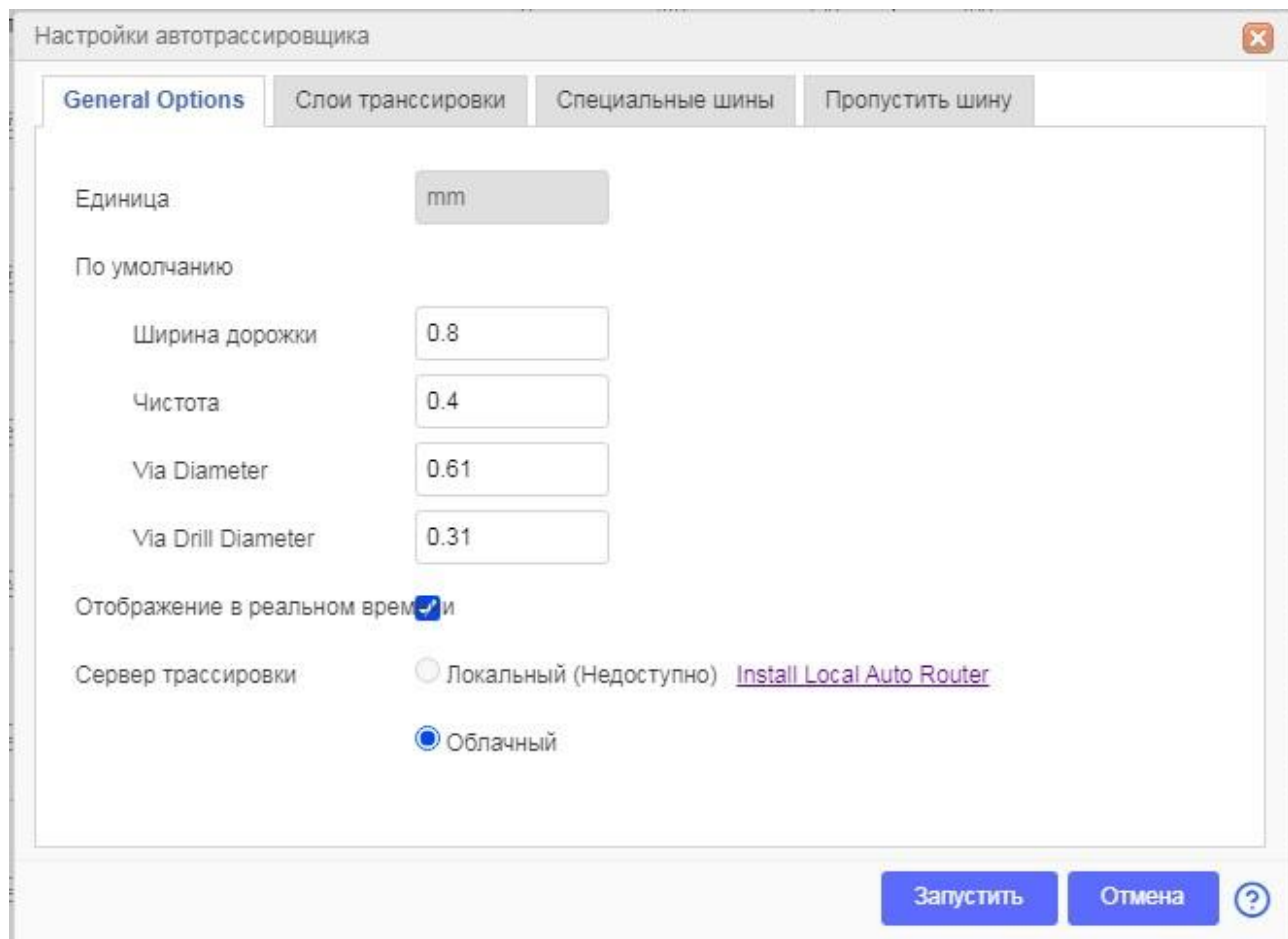 Настройки автотрассировщика
General Options Слои транссировки Специальные шины Пропустить шину
Единица mm
По умолчанию
Ширина дорожки 0.8
Чистота 0.4
Via Diameter 0.61
Via Drill Diameter 0.31
Отображение в реальном врем и
Сервер трассировки Локальный (Недоступно) Install Local Auto Router
Облачный
Запустить Отмена ?